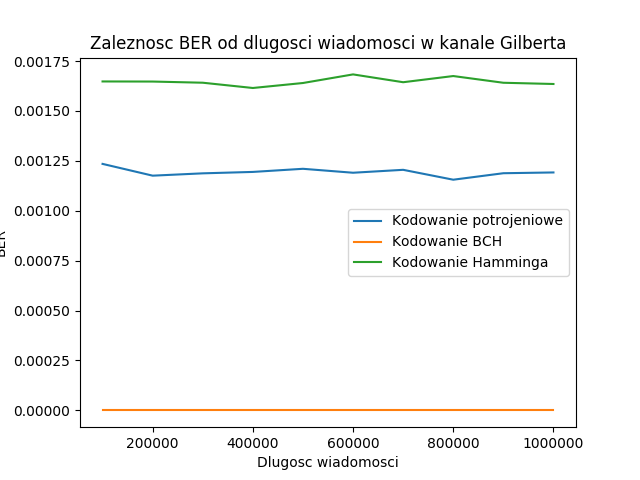 Zaleznosc BER od dlugosci wiadomosci w kanale Gilberta
0.00175
0.00150
0.00125
0.00100
0.00075
0.00050
0.00025
0.00000
BER
Kodowanie potrojeniowe
Kodowanie BCH
Kodowanie Hamminga
200000 400000 600000 800000 1000000
Dlugosc wiadomosci